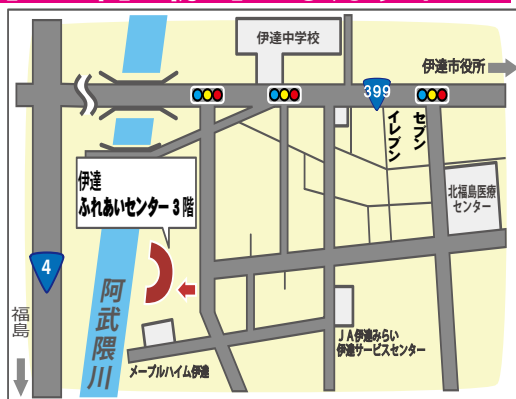 伊達中学校
伊達市役所
399
セブン
イレブン
伊達
ふれあいセンター 3 階
北福島医療
センター
4
阿武隈川
福島
JA伊達みらい
伊達サービスセンター
メープルハイム伊達